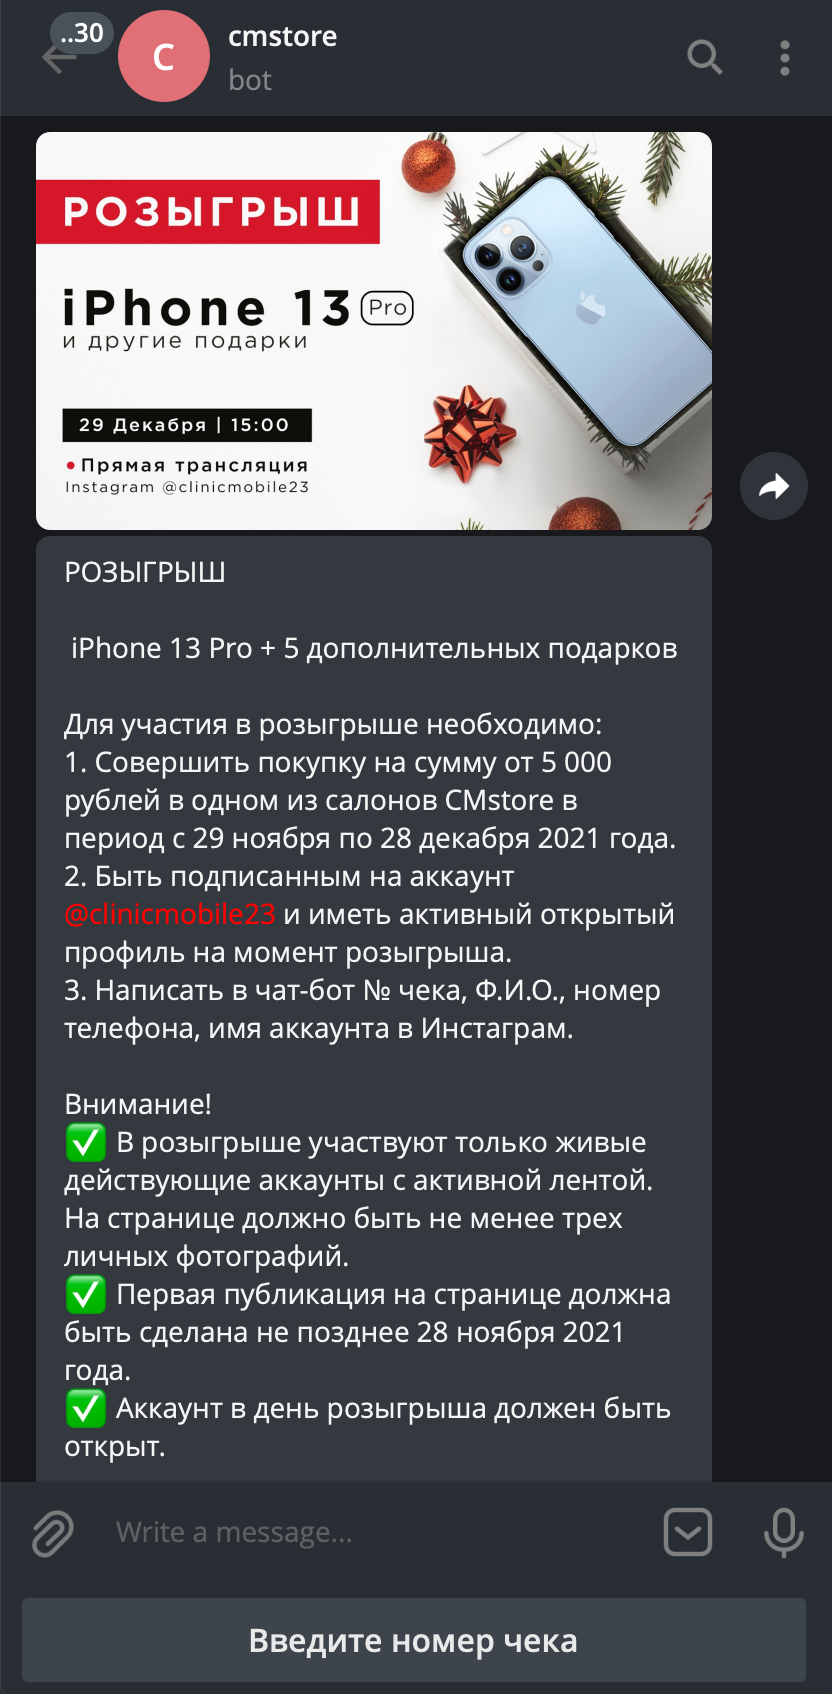 ..30
C
cmstore
bot
РОЗЫГРЫШ
iPhone 13 Pro
и другие подарки
29 Декабря | 15:00
• Прямая трансляция
Instagram @clinicmobile23
РОЗЫГРЫШ
iPhone 13 Pro + 5 дополнительных подарков
Для участия в розыгрыше необходимо:
1. Совершить покупку на сумму от 5 000
рублей в одном из салонов CMstore в
период с 29 ноября по 28 декабря 2021 года.
2. Быть подписанным на аккаунт
@clinicmobile23 и иметь активный открытый
профиль на момент розыгрыша.
3. Написать в чат-бот № чека, Ф.И.О., номер
телефона, имя аккаунта в Инстаграм.
Внимание!
✅ В розыгрыше участвуют только живые
действующие аккаунты с активной лентой.
На странице должно быть не менее трех
личных фотографий.
✅ Первая публикация на странице должна
быть сделана не позднее 28 ноября 2021
года.
✅ Аккаунт в день розыгрыша должен быть
открыт.
Write a message...
Введите номер чека